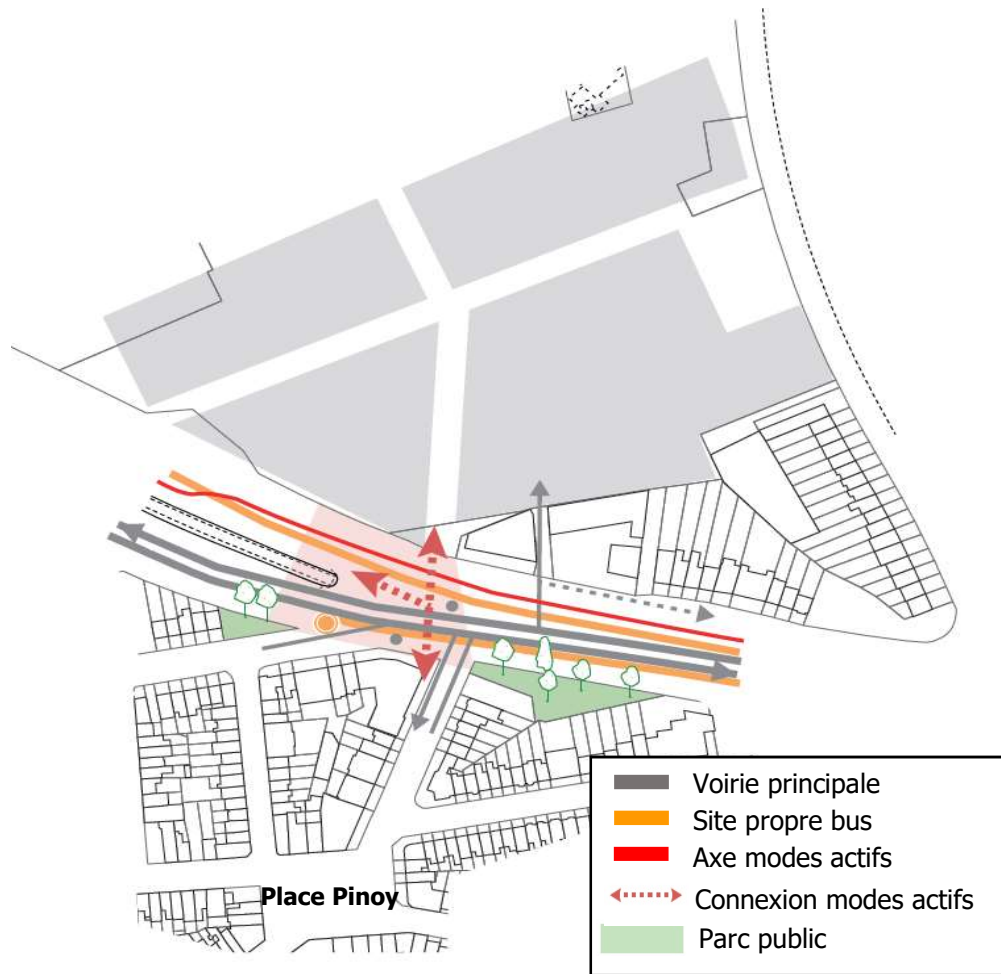 Voirie principale
Site propre bus
Axe modes actifs
Connexion modes actifs
Parc public
Place Pinoy